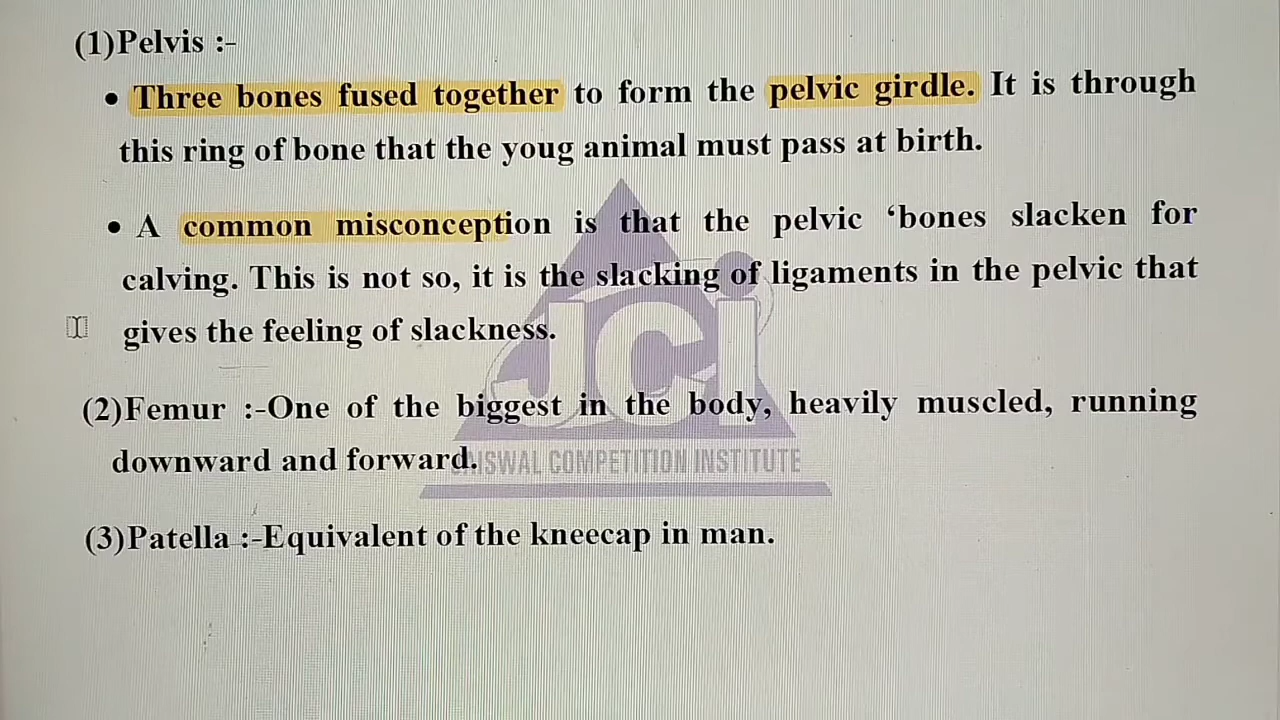 (1)Pelvis :-
• Three bones fused together to form the pelvic girdle. It is through
this ring of bone that the youg animal must pass at birth.
• A common misconception is that the pelvic ‘bones slacken for
calving. This is not so, it is the slacking of ligaments in the pelvic that
gives the feeling of slackness.
(2)Femur :-One of the biggest in the body, heavily muscled, running
downward and forward.
(3)Patella :-Equivalent of the kneecap in man.
JCi
COMPETITION INSTITUTE